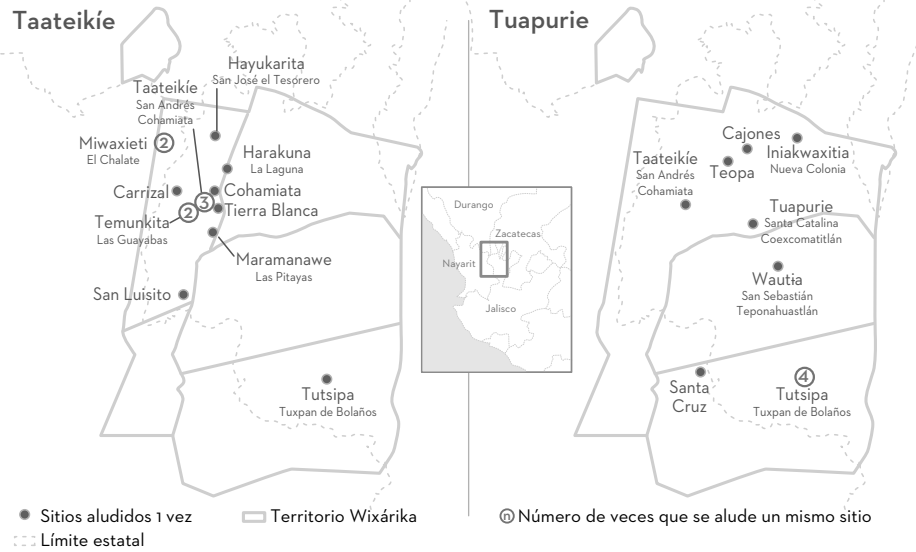 Taateikíe
Hayukarita
San José el Tesorero
Taateikíe
San Andrés
Cohamiata
Miwaxieti
El Chalate
2
Harakuna
La Laguna
Carrizal
Cohamiata
3
Tierra Blanca
2
Temunkita
Las Guayabas
Maramanawe
Las Pitayas
San Luisito
Tutsipa
Tuxpan de Bolaños
Durango
Zacatecas
Nayarit
Jalisco
Tuapurie
Cajones
Iniakwaxitia
Nueva Colonia
Teopa
Taateikíe
San Andrés
Cohamiata
Tuapurie
Santa Catalina
Coexcomatitlán
Wautɨa
San Sebastián
Teponahuastlán
Santa
Cruz
4
Tutsipa
Tuxpan de Bolaños
Sitios aludidos 1 vez
Territorio Wixárika
n Número de veces que se alude un mismo sitio
Límite estatal